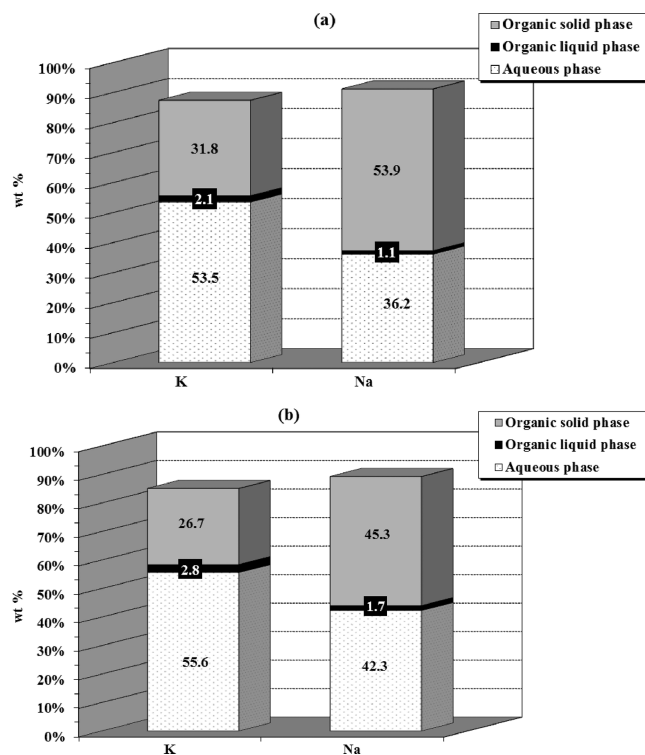 (a)
Organic solid phase
Organic liquid phase
Aqueous phase
100%
90%
80%
70%
60%
50%
40%
30%
20%
10%
0%
wt %
31.8
53.9
2.1
1.1
53.5
36.2
K Na
(b)
Organic solid phase
Organic liquid phase
Aqueous phase
100%
90%
80%
70%
60%
50%
40%
30%
20%
10%
0%
wt %
26.7
45.3
2.8
1.7
55.6
42.3
K Na